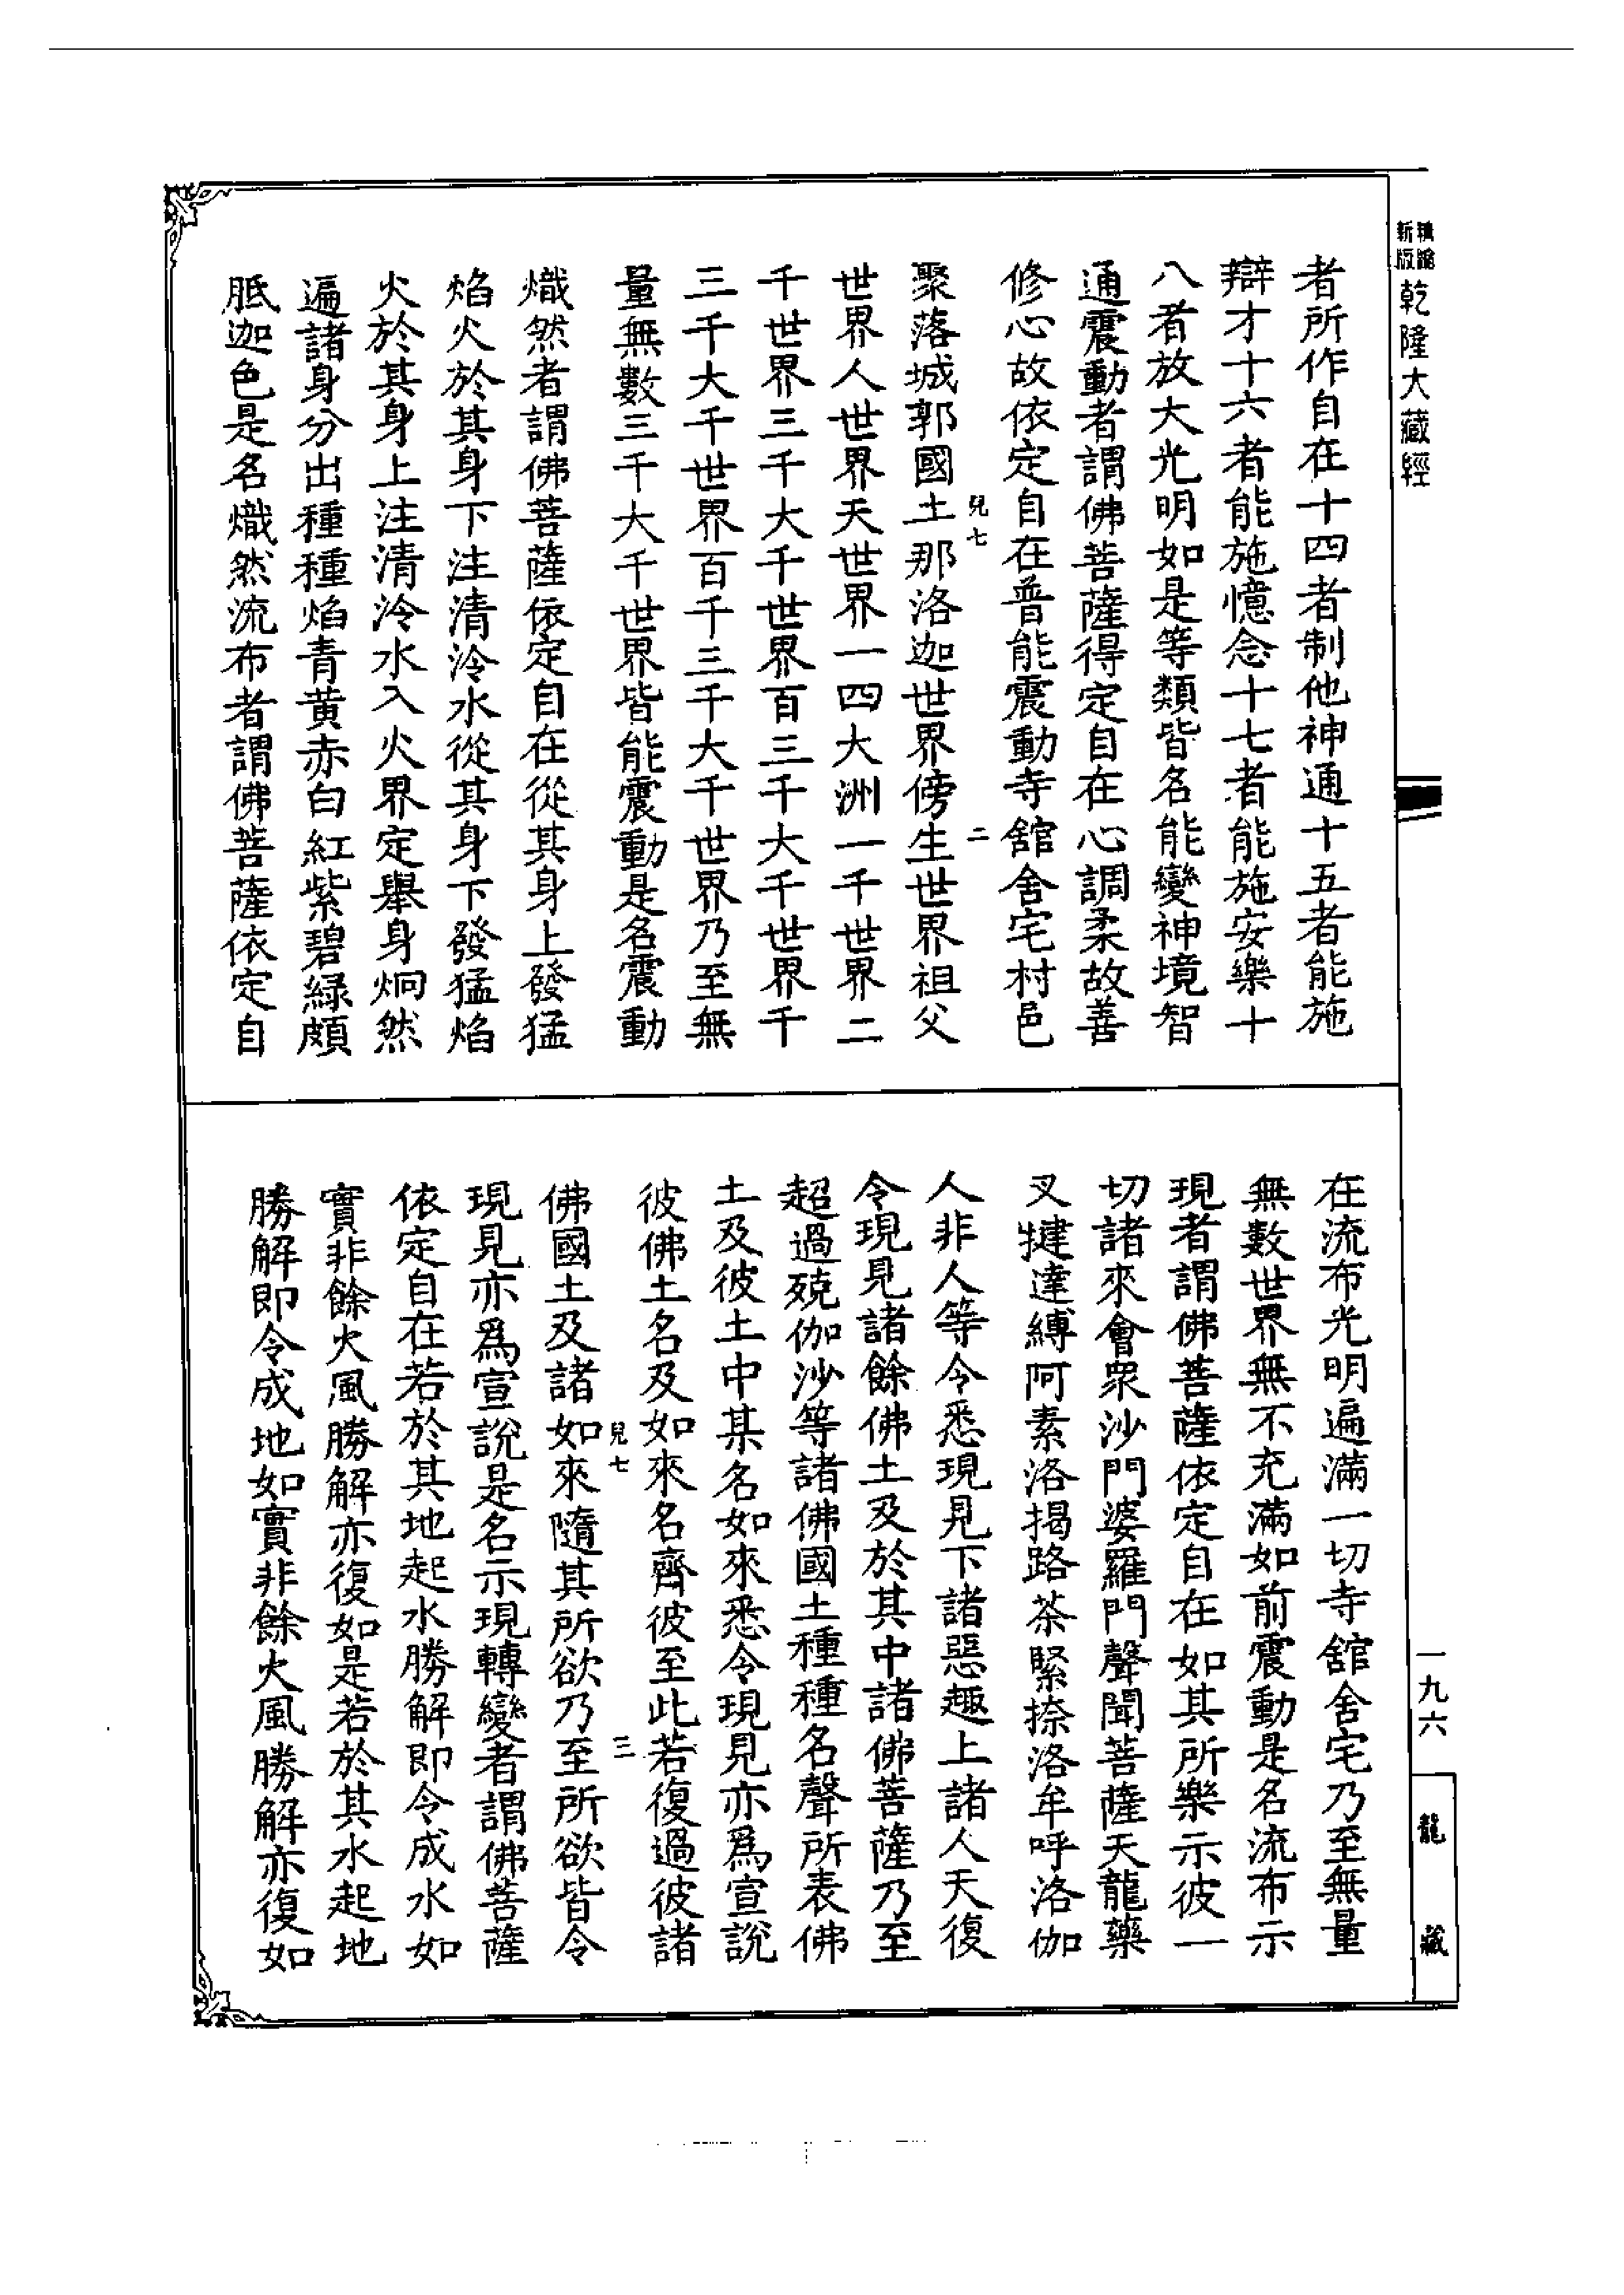 新版
乾隆大藏經
者所作自在十四者制他神通十五者能施
辯才十六者能施憶念十七者能施安樂十
八者放大光明如是等類皆名能變神境智
通震動者謂佛菩薩得定自在心調柔故善
修心故依定自在普能震動寺舘舍宅村邑
兒七 二
聚落城郭國土那洛迦世界傍生世界祖父
世界人世界天世界一四大洲一千世界二
千世界三千大千世界百三千大千世界千
三千大千世界百千三千大千世界乃至無
量無數三千大千世界皆能震動是名震動
熾然者謂佛菩薩依定自在從其身上發猛
焰火於其身下注清泠水從其身下發猛焰
火於其身上注清泠水入火界定舉身烔然
遍諸身分出種種焰青黄赤白紅紫碧綠頗
胝迦色是名熾然流布者謂佛菩薩依定自
在流布光明遍滿一切寺舘舍宅乃至無量
無數世界無不充滿如前震動是名流布示
現者謂佛菩薩依定自在如其所樂示彼一
切諸來會衆沙門婆羅門聲聞菩薩天龍藥
叉揵達縛阿素洛揭路茶緊捺洛牟呼洛伽
人非人等令悉現見下諸惡趣上諸人天復
令現見諸餘佛土及於其中諸佛菩薩乃至
超過殑伽沙等諸佛國土種種名聲所表佛
土及彼土中某名如來悉令現見亦爲宣說
彼佛土名及如來名齊彼至此若復過彼諸
兒七 三
佛國土及諸如來隨其所欲乃至所欲皆令
現見亦爲宣說是名示現轉變者謂佛菩薩
依定自在若於其地起水勝解即令成水如
實非餘火風勝解亦復如是若於其水起地
勝解即令成地如實非餘火風勝解亦復如
一九六
龍藏